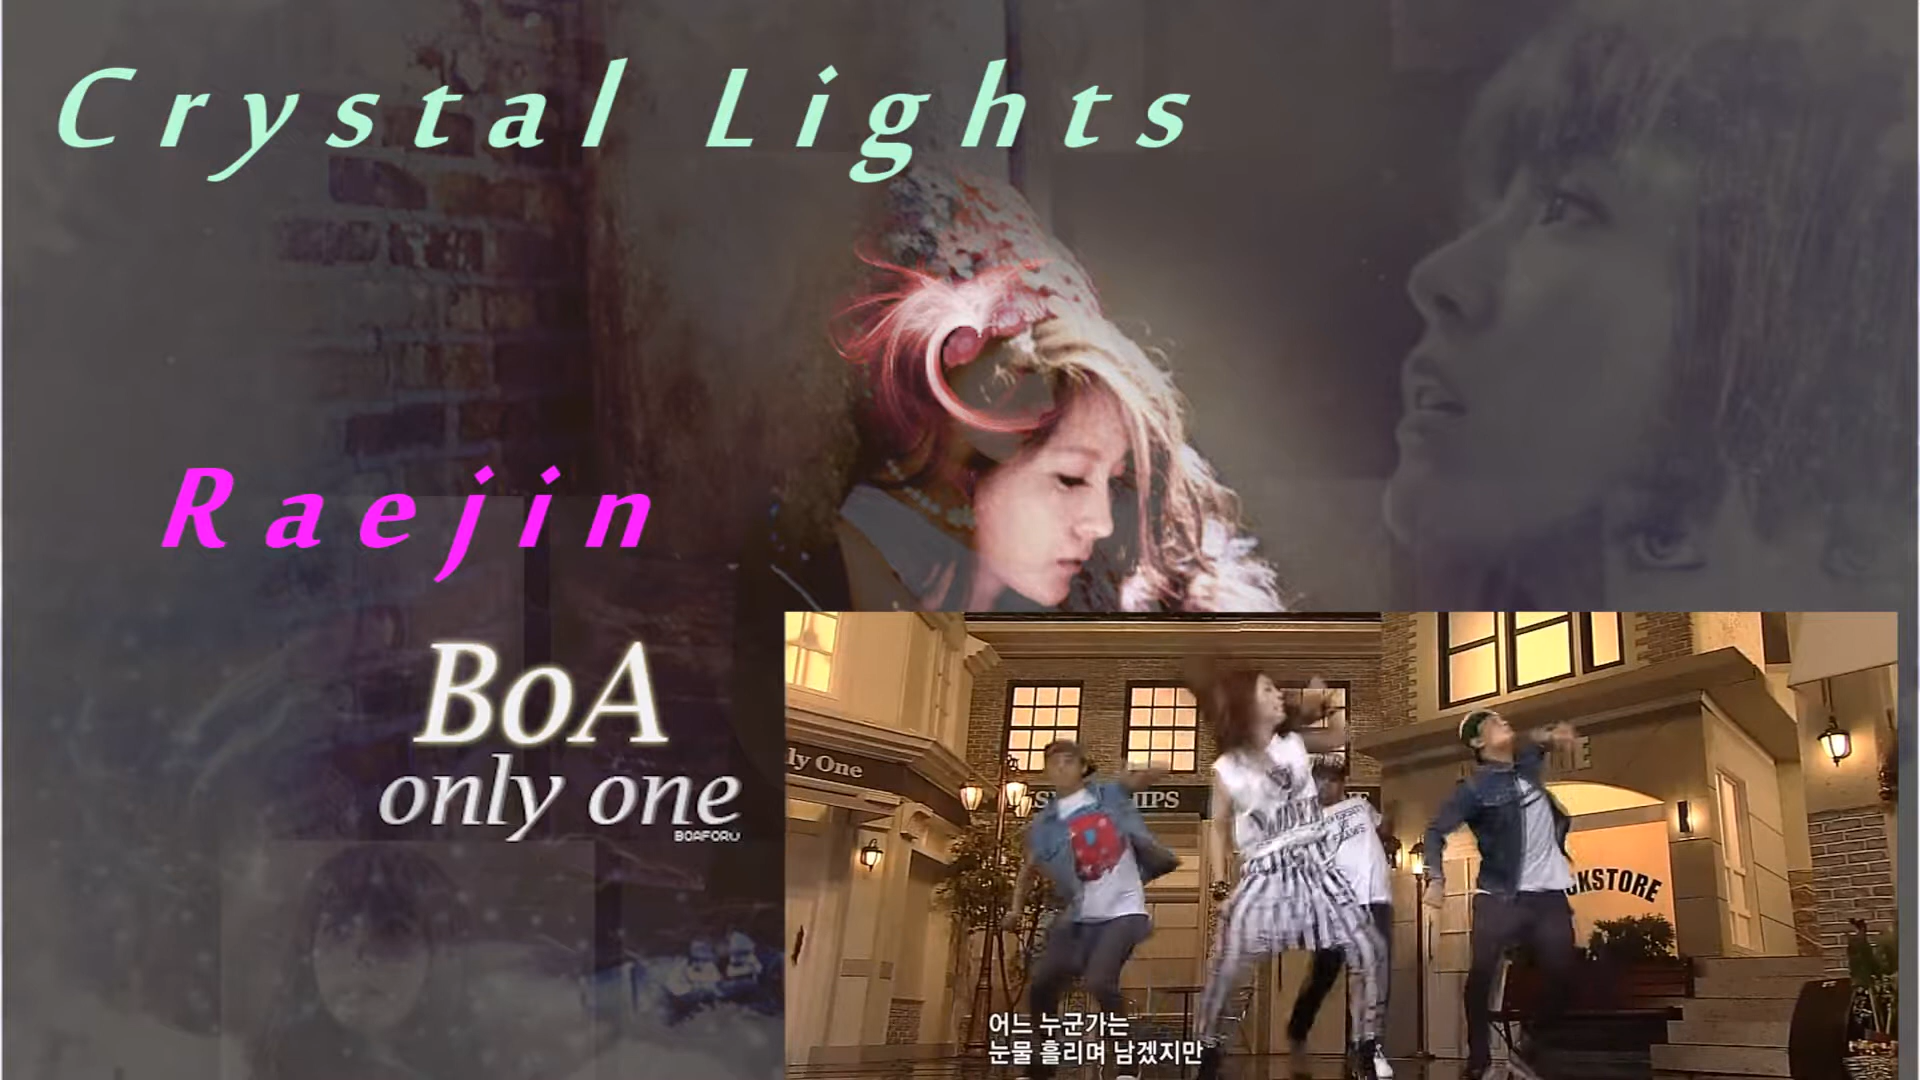 Crystal Lights
Raejin
BoA
only one
BOAFORU
ly One
IPS
KSTORE
어느 누군가는
눈물 흘리며 남겠지만